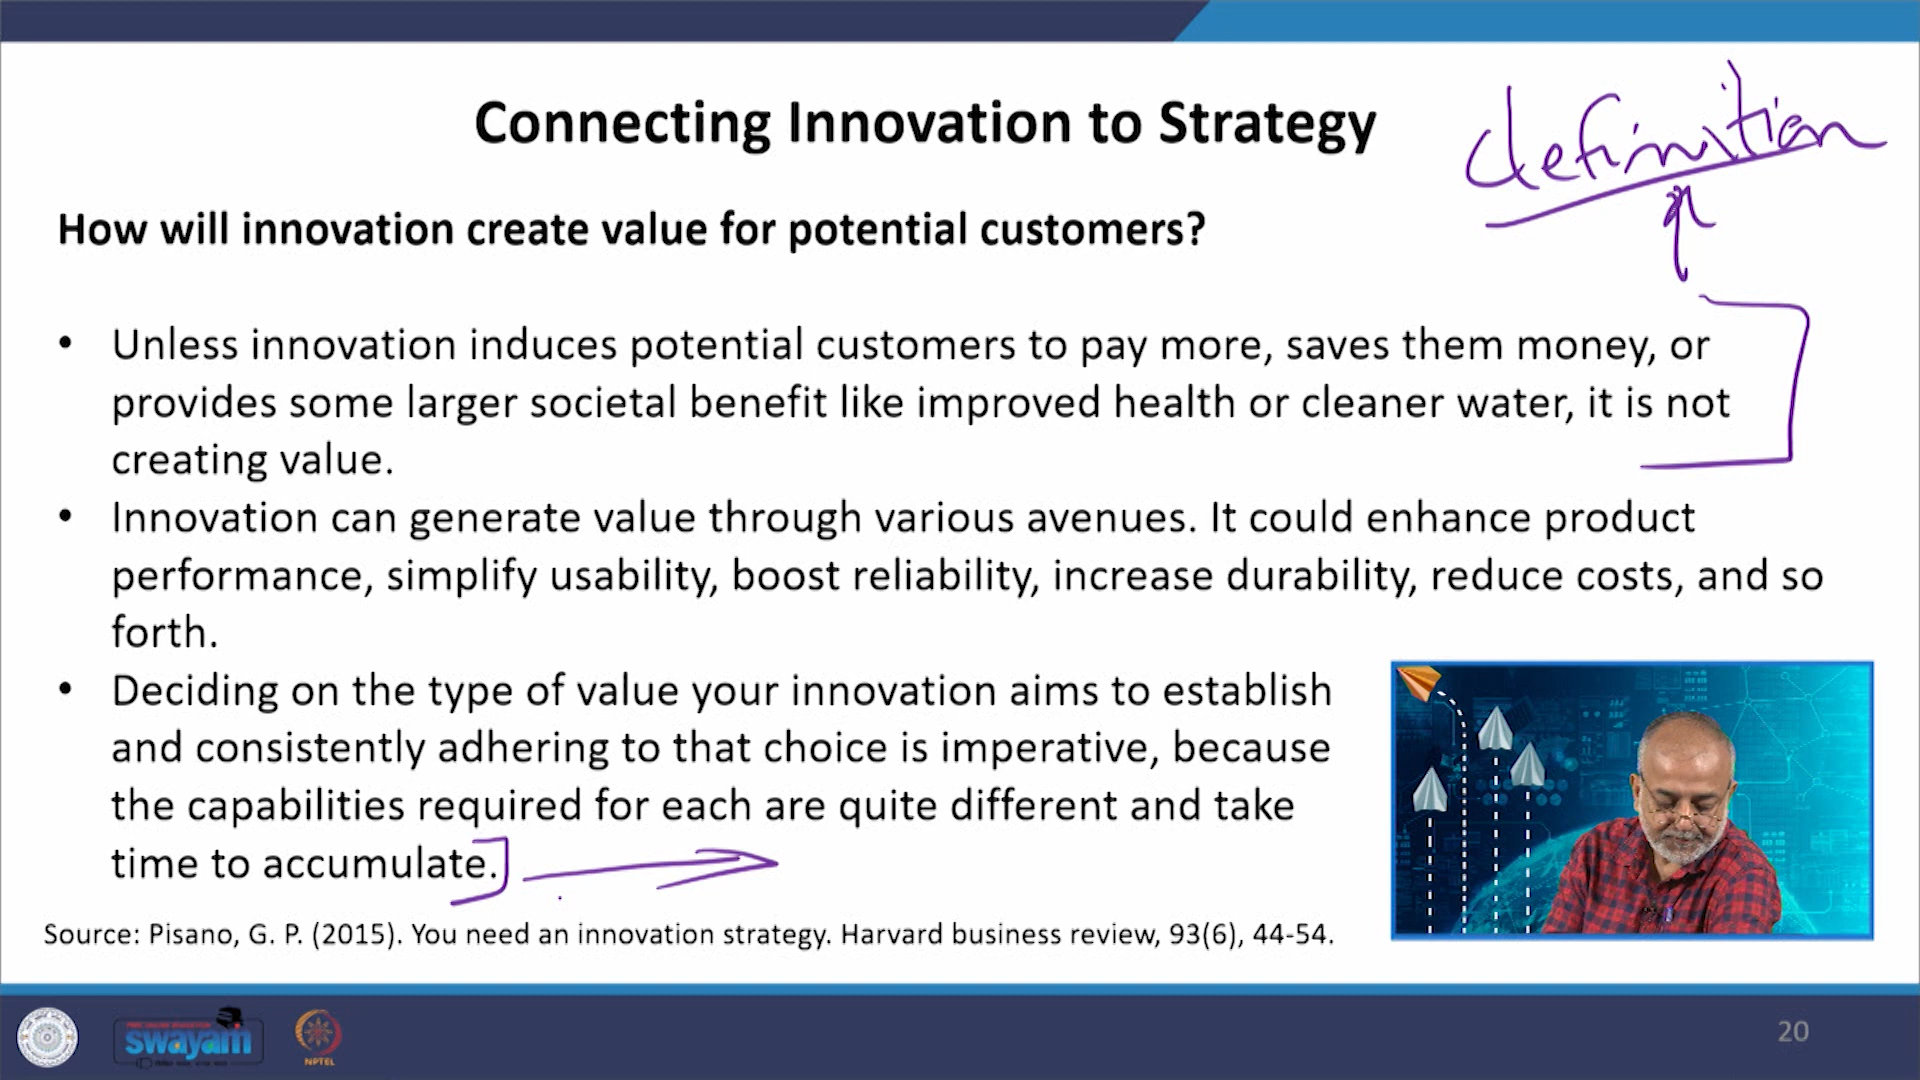 Connecting Innovation to Strategy
definition
How will innovation create value for potential customers?
• Unless innovation induces potential customers to pay more, saves them money, or
provides some larger societal benefit like improved health or cleaner water, it is not
creating value.
• Innovation can generate value through various avenues. It could enhance product
performance, simplify usability, boost reliability, increase durability, reduce costs, and so
forth.
• Deciding on the type of value your innovation aims to establish
and consistently adhering to that choice is imperative, because
the capabilities required for each are quite different and take
time to accumulate.
Source: Pisano, G. P. (2015). You need an innovation strategy. Harvard business review, 93(6), 44-54.
swayam
NPTEL
20